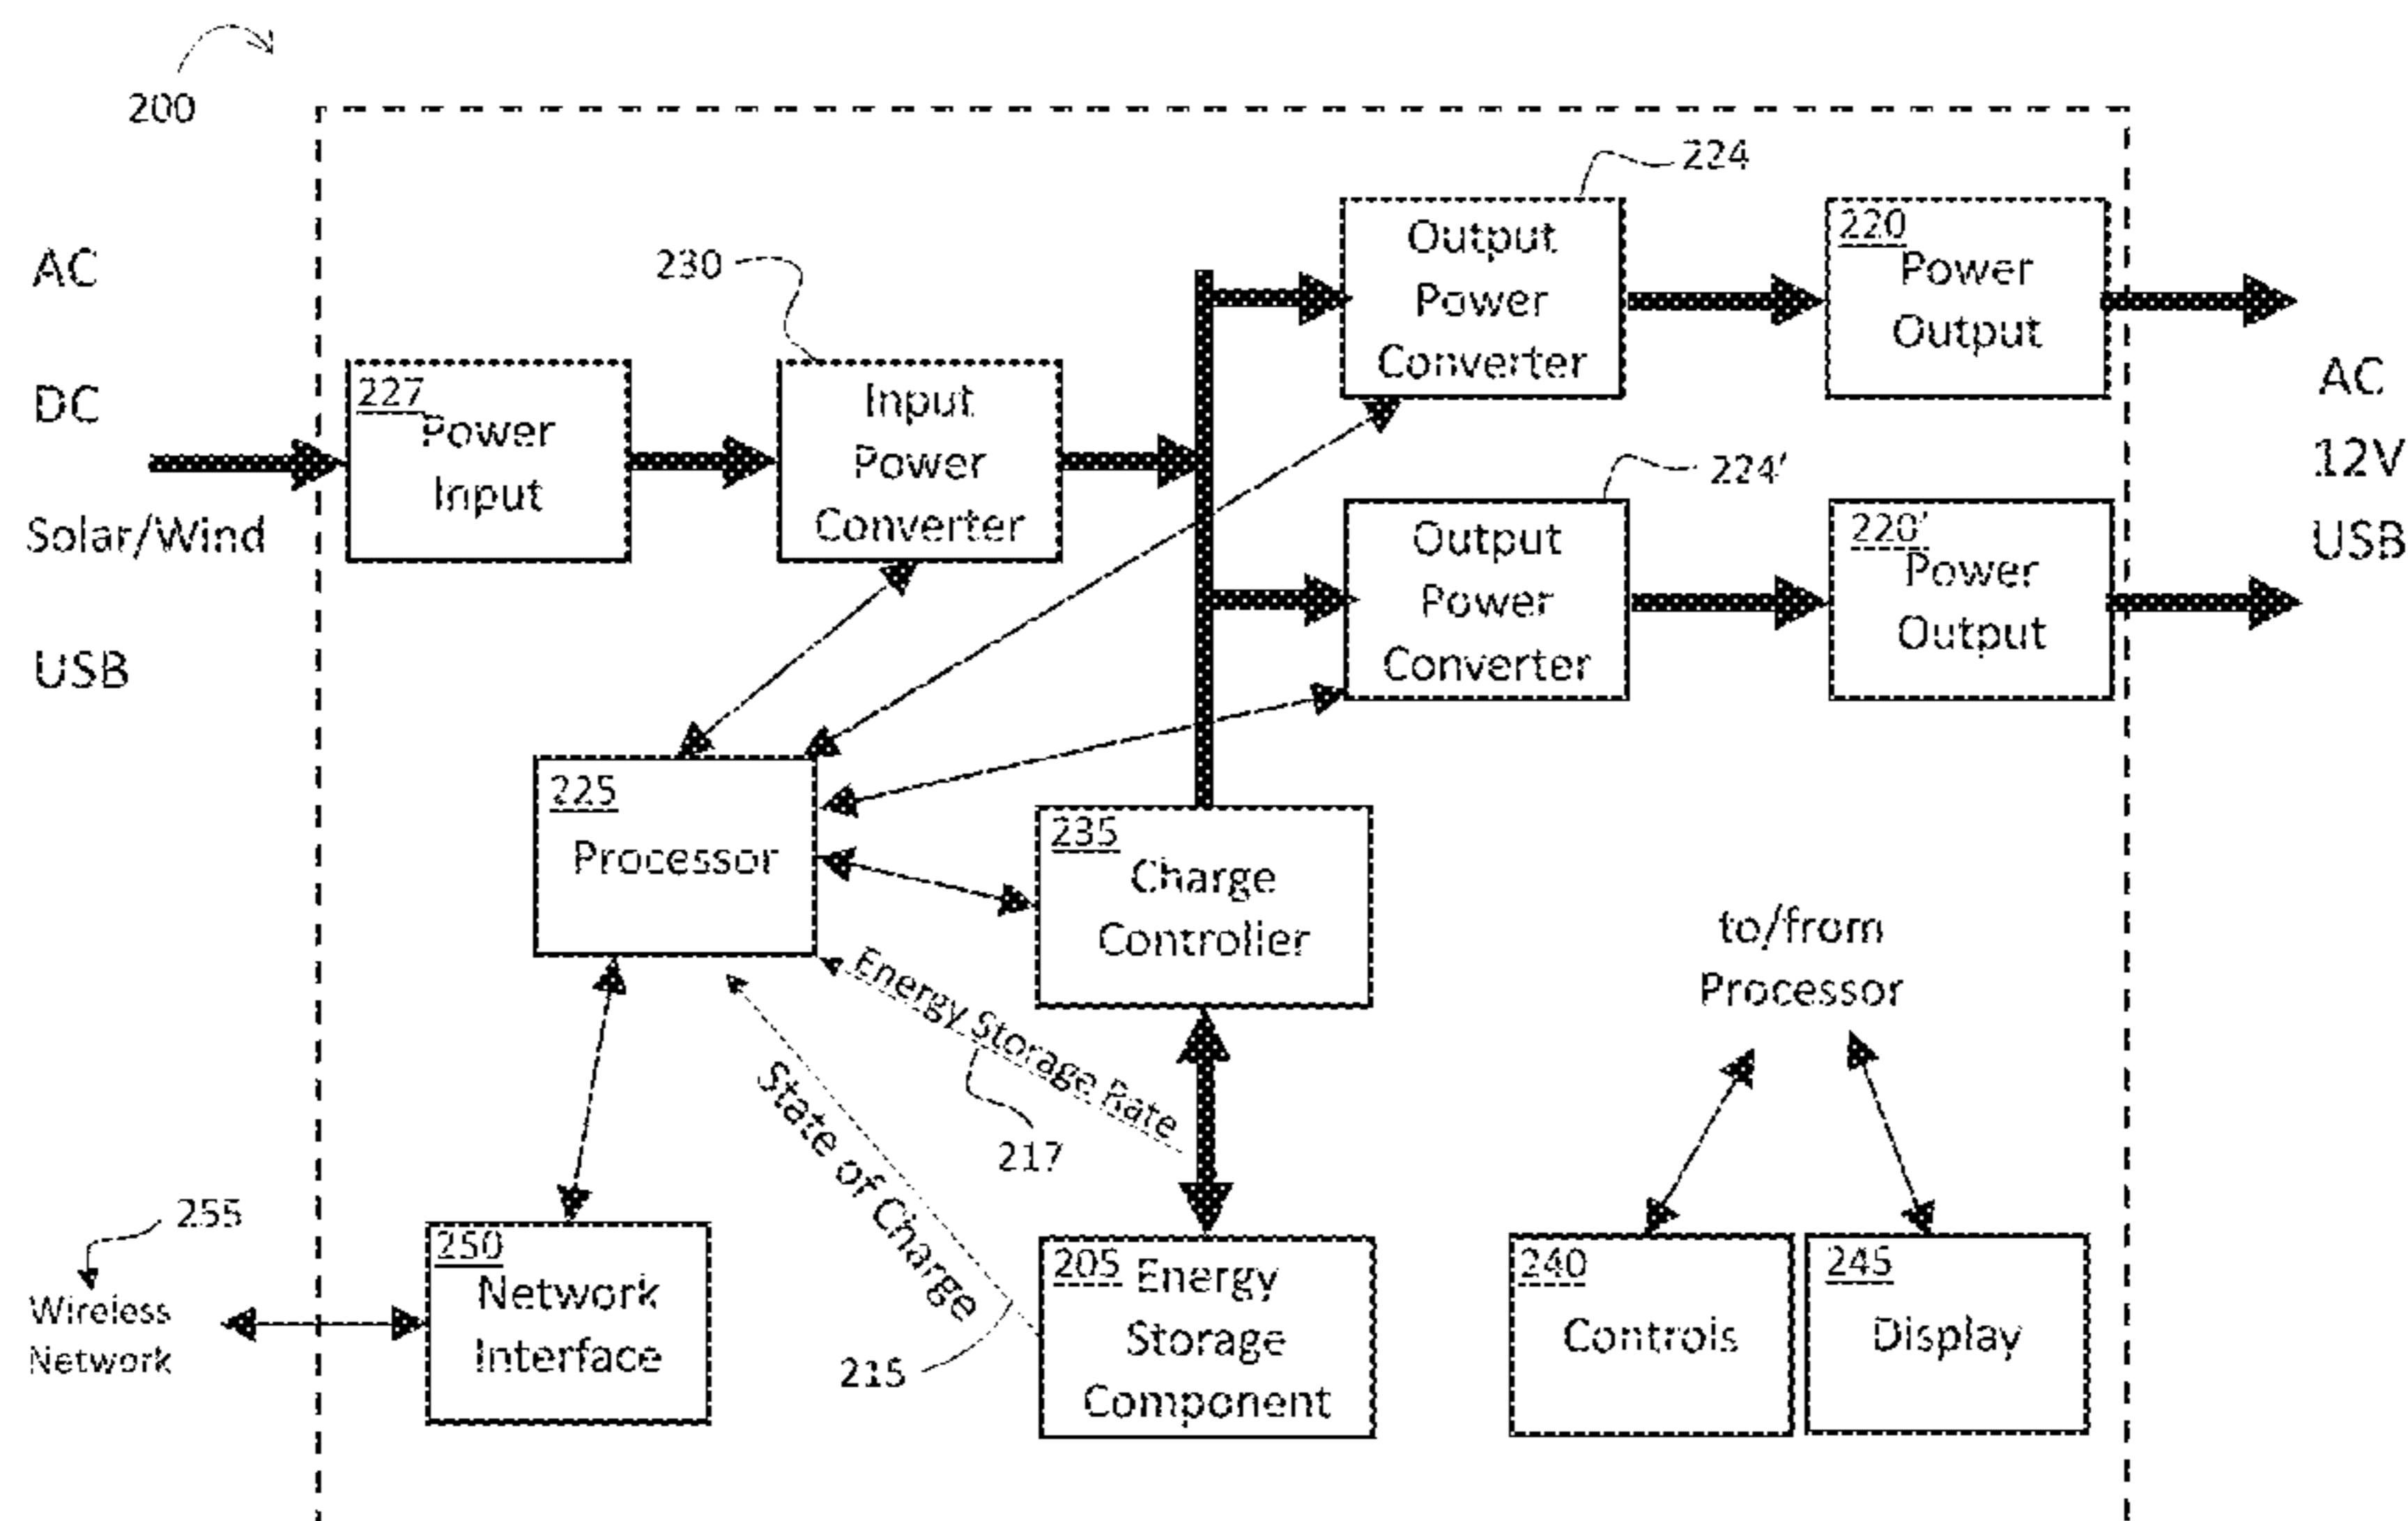 200
224
AC
DC
Solar/Wind
USB
230
227
Power
Input
Input
Power
Converter
Output
Power
Converter
220
Power
Output
224'
Output
Power
Converter
220'
Power
Output
AC
12V
USB
225
Processor
235
Charge
Controller
to/from
Processor
Energy Storage Rate
217
State of Charge
215
255
Wireless
Network
250
Network
Interface
205 Energy
Storage
Component
240
Controls
245
Display